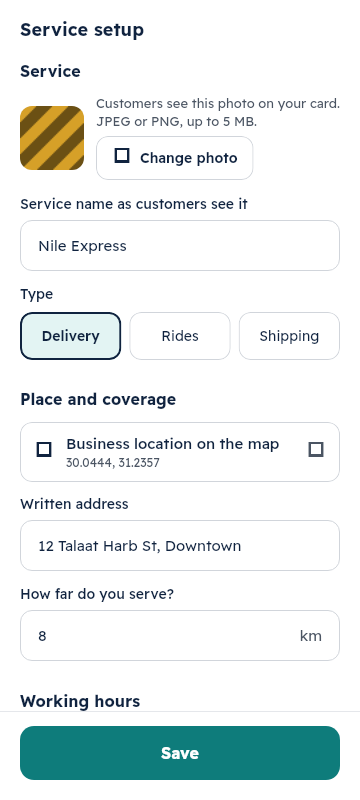 Service setup
Service
Customers see this photo on your card.
JPEG or PNG, up to 5 MB.
Change photo
Service name as customers see it
Nile Express
Type
Delivery
Rides
Shipping
Place and coverage
Business location on the map
30.0444, 31.2357
Written address
12 Talaat Harb St, Downtown
How far do you serve?
8 km
Working hours
Save